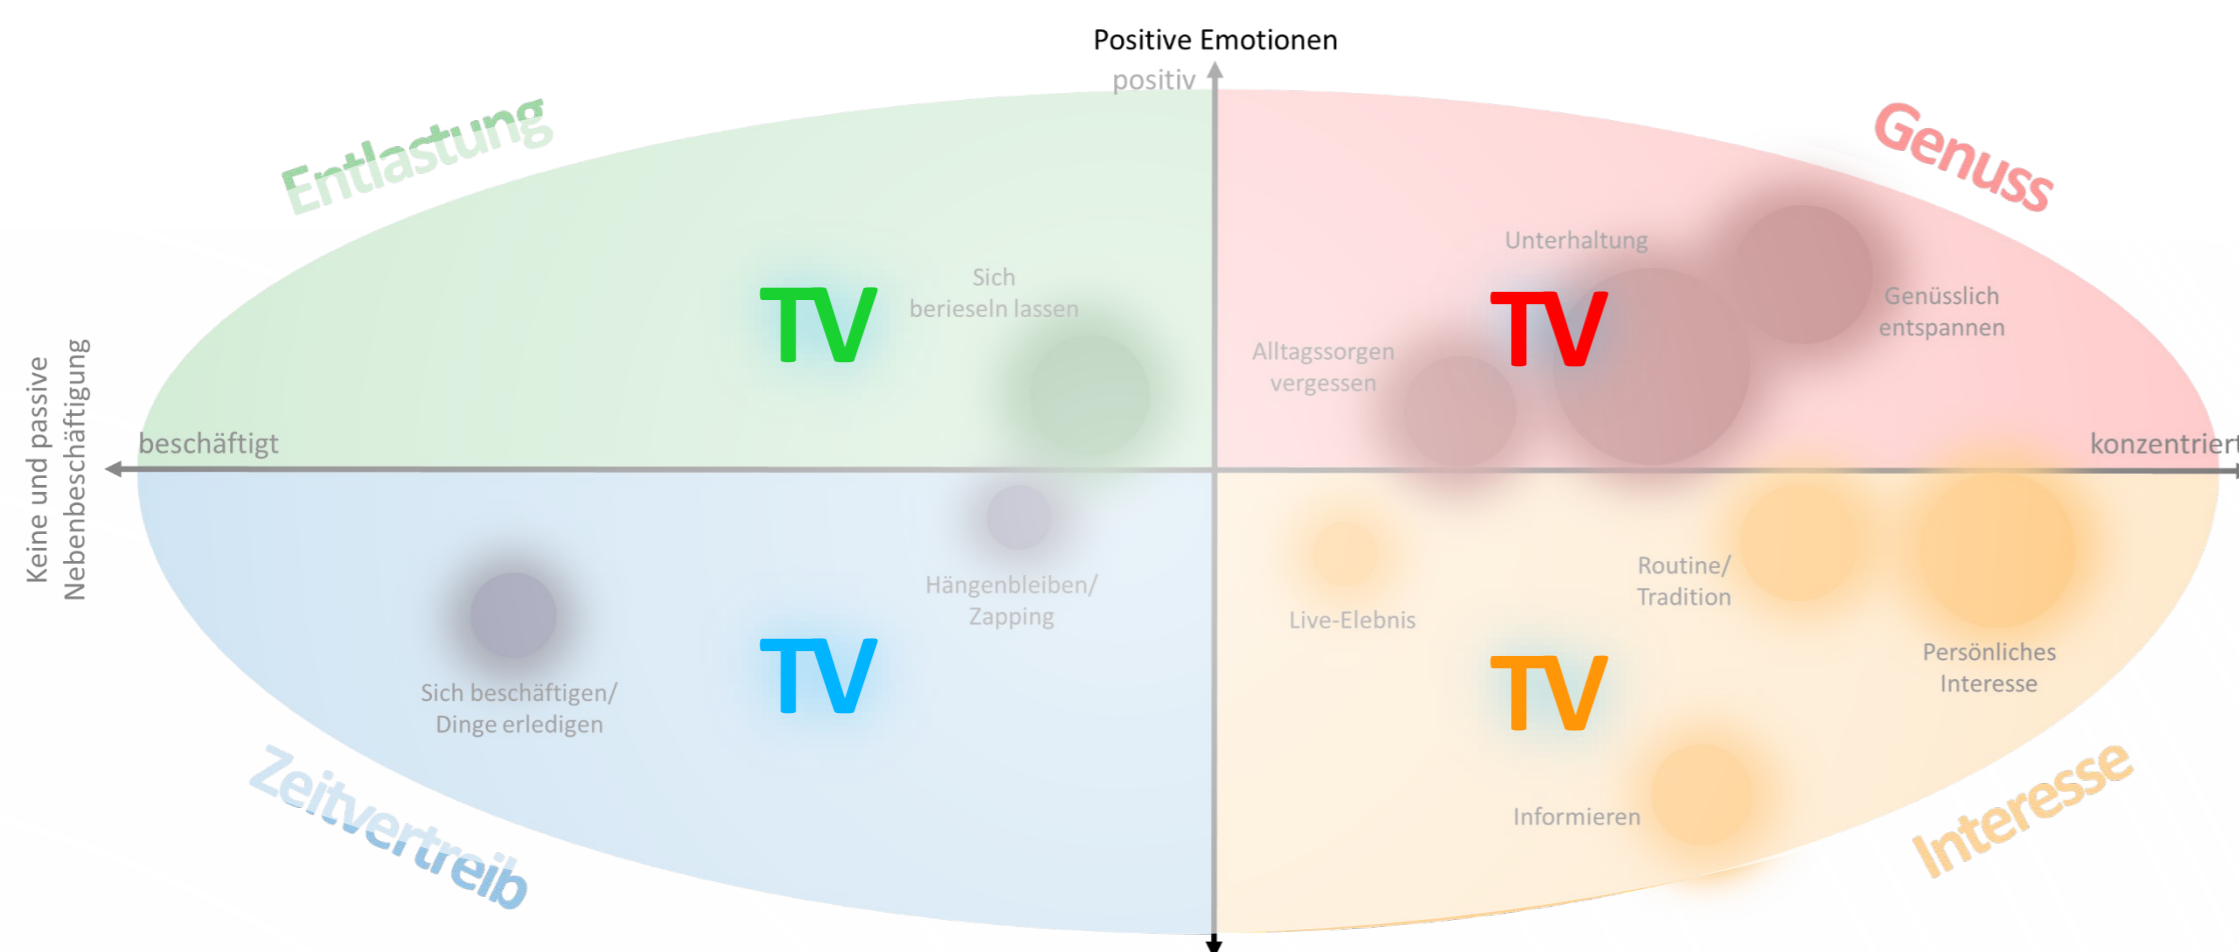 Positive Emotionen
positiv
Entlastung
Genuss
Unterhaltung
Sich
berieseln lassen
TV
TV
Genüsslich
entspannen
Alltagssorgen
vergessen
Keine und passive
Nebenbeschäftigung
beschäftigt
konzentriert
Hängenbleiben/
Zapping
Routine/
Tradition
Live-Elebnis
Persönliches
Interesse
TV
TV
Sich beschäftigen/
Dinge erledigen
Informieren
Zeitvertreib
Interesse